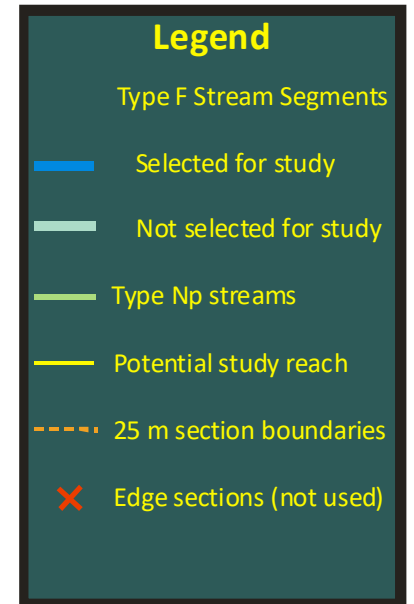 Legend
Type F Stream Segments
Selected for study
Not selected for study
Type Np streams
Potential study reach
25 m section boundaries
Edge sections (not used)